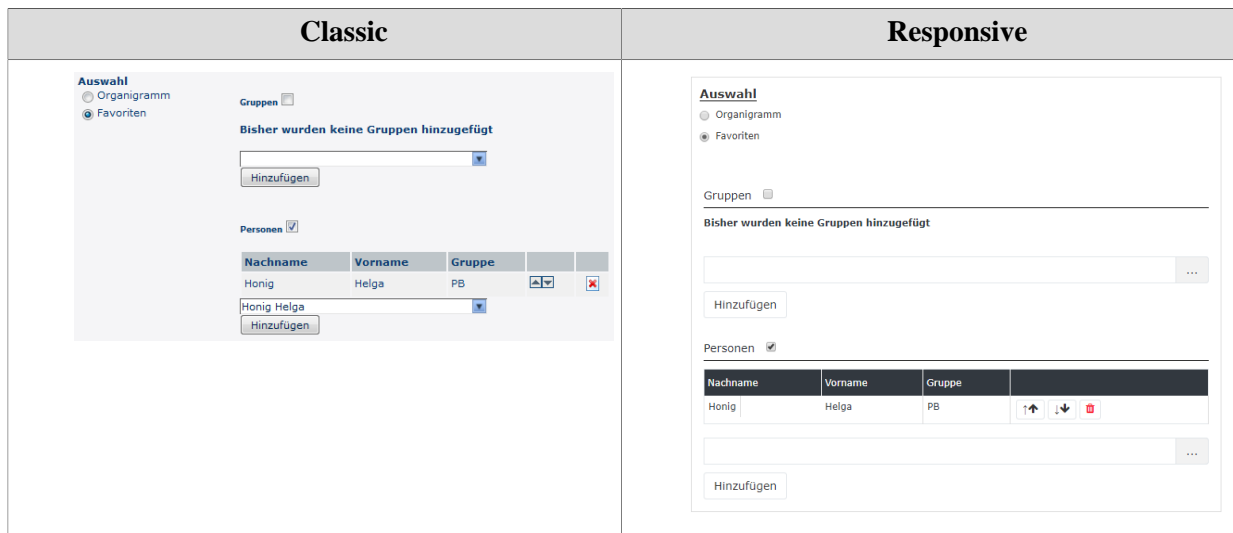 Classic
Responsive
Auswahl
Organigramm
Favoriten
Gruppen
Bisher wurden keine Gruppen hinzugefügt
Hinzufügen
Personen
Nachname Vorname Gruppe
Honig Helga PB
Honig Helga
Hinzufügen
Auswahl
Organigramm
Favoriten
Gruppen
Bisher wurden keine Gruppen hinzugefügt
...
Hinzufügen
Personen
Nachname Vorname Gruppe
Honig Helga PB
...
Hinzufügen